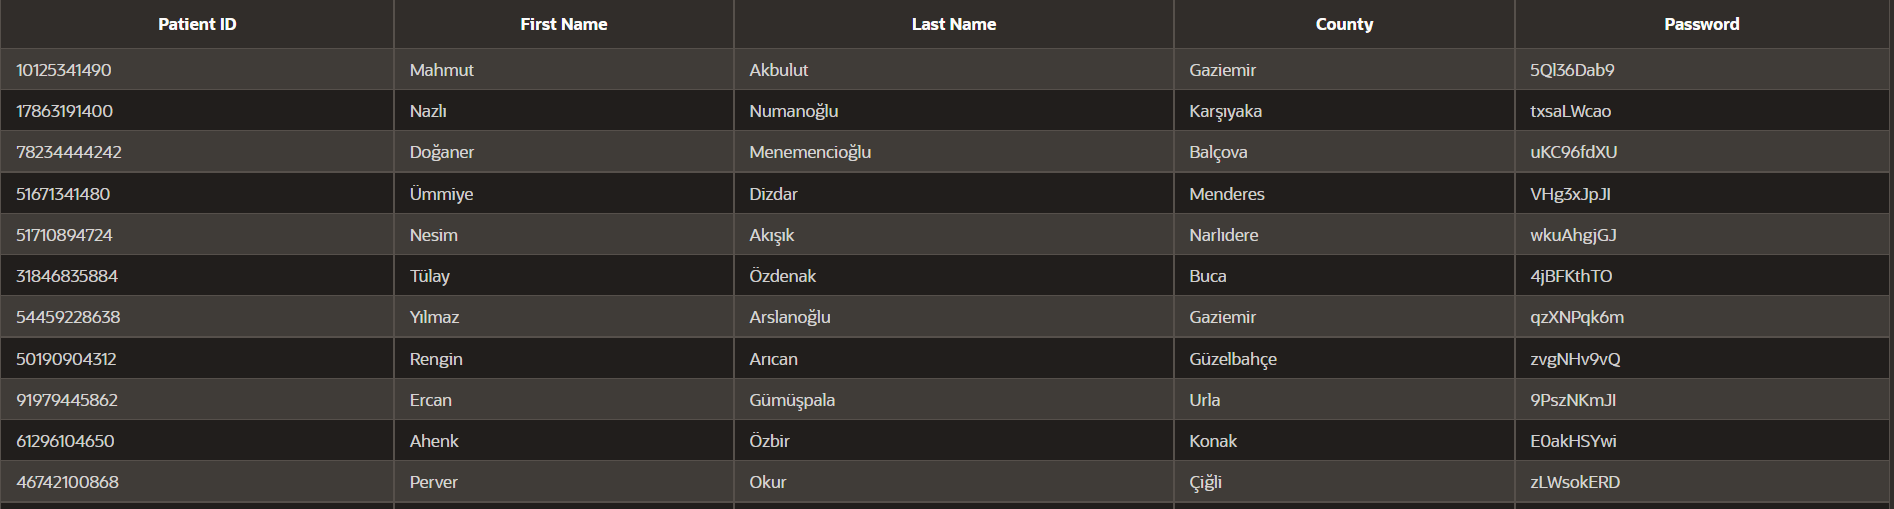 Patient ID First Name Last Name County Password
10125341490 Mahmut Akbulut Gaziemir 5Ql36Dab9
17863191400 Nazlı Numanoğlu Karşıyaka txsaLWcao
78234444242 Doğaner Menemencioğlu Balçova uKC96fdXU
51671341480 Ümmiye Dizdar Menderes VHg3xJpJI
51710894724 Nesim Akışık Narlıdere wkuAhgjGJ
31846835884 Tülay Özdenak Buca 4jBFKthTO
54459228638 Yılmaz Arslanoğlu Gaziemir qzXNPqk6m
50190904312 Rengin Arıcan Güzelbahçe zvgNHv9vQ
91979445862 Ercan Gümüşpala Urla 9PszNKmJI
61296104650 Ahenk Özbir Konak E0akHSYwi
46742100868 Perver Okur Çiğli zLWsokERD